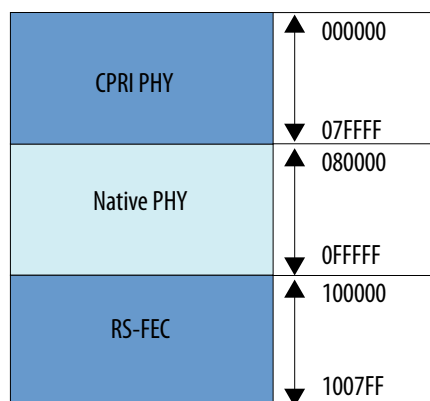 000000
CPRI PHY
07FFFF
080000
Native PHY
0FFFFF
100000
RS-FEC
1007FF